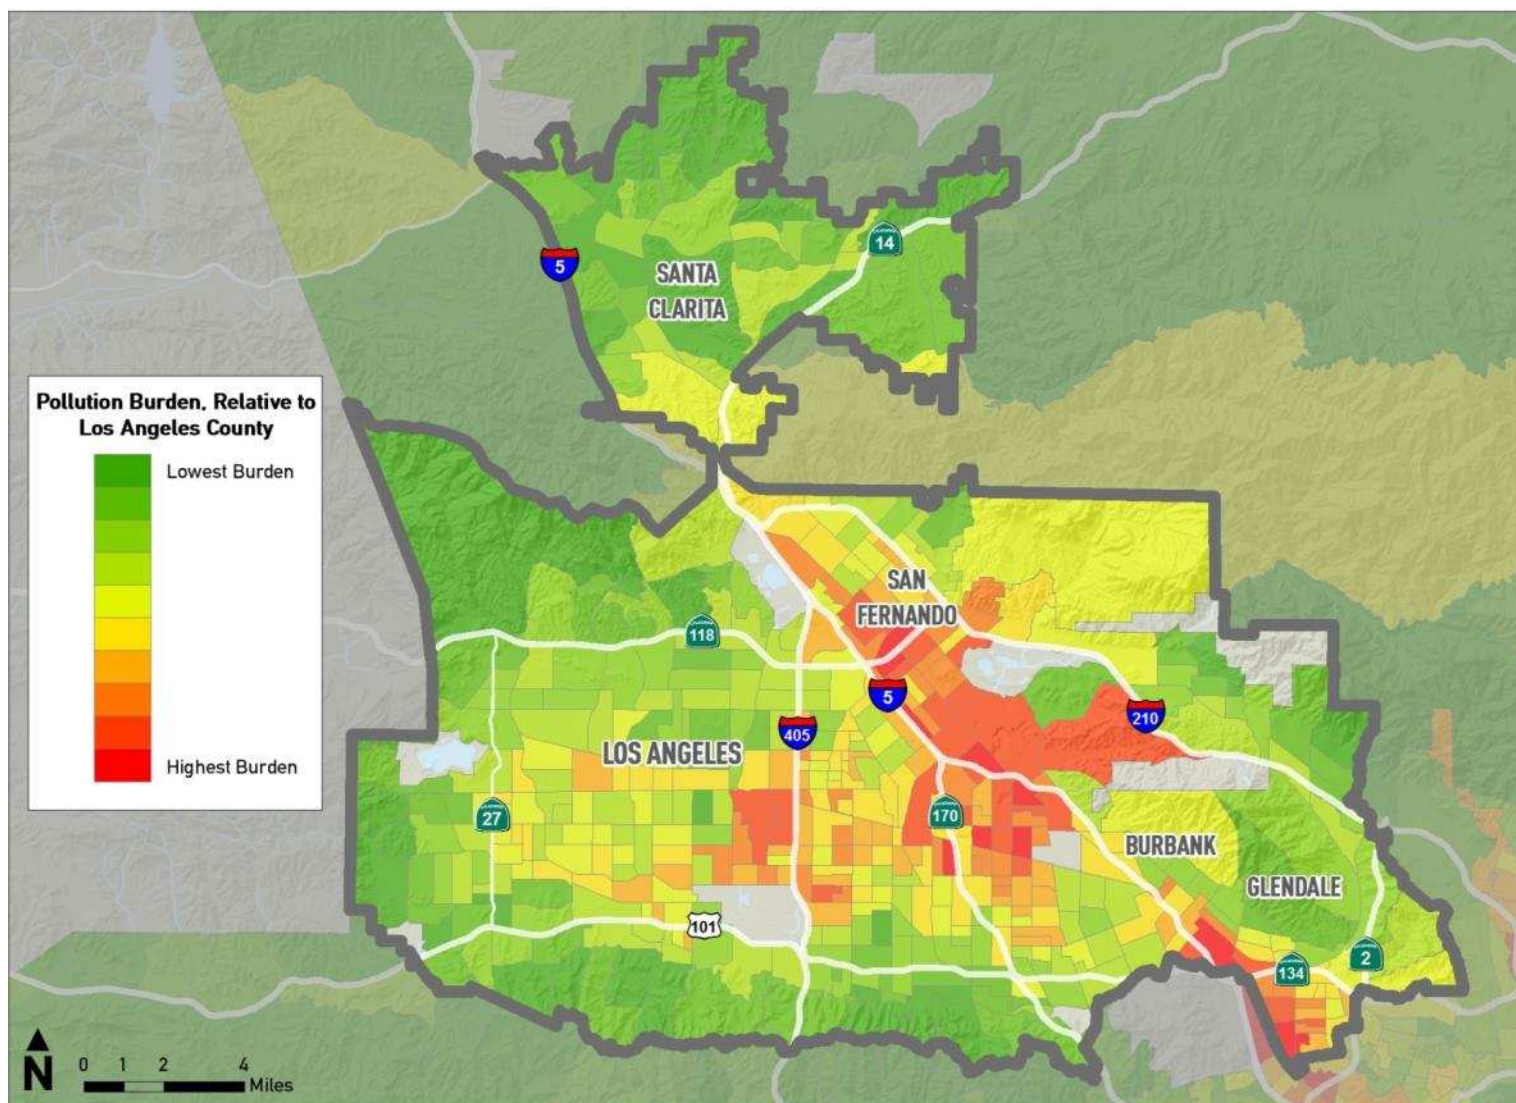 14
5
SANTA
CLARITA
Pollution Burden, Relative to
Los Angeles County
Lowest Burden
Highest Burden
SAN
FERNANDO
118
5
210
405
LOS ANGELES
27
170
BURBANK
GLENDALE
101
2
134
N
0 1 2 4
Miles